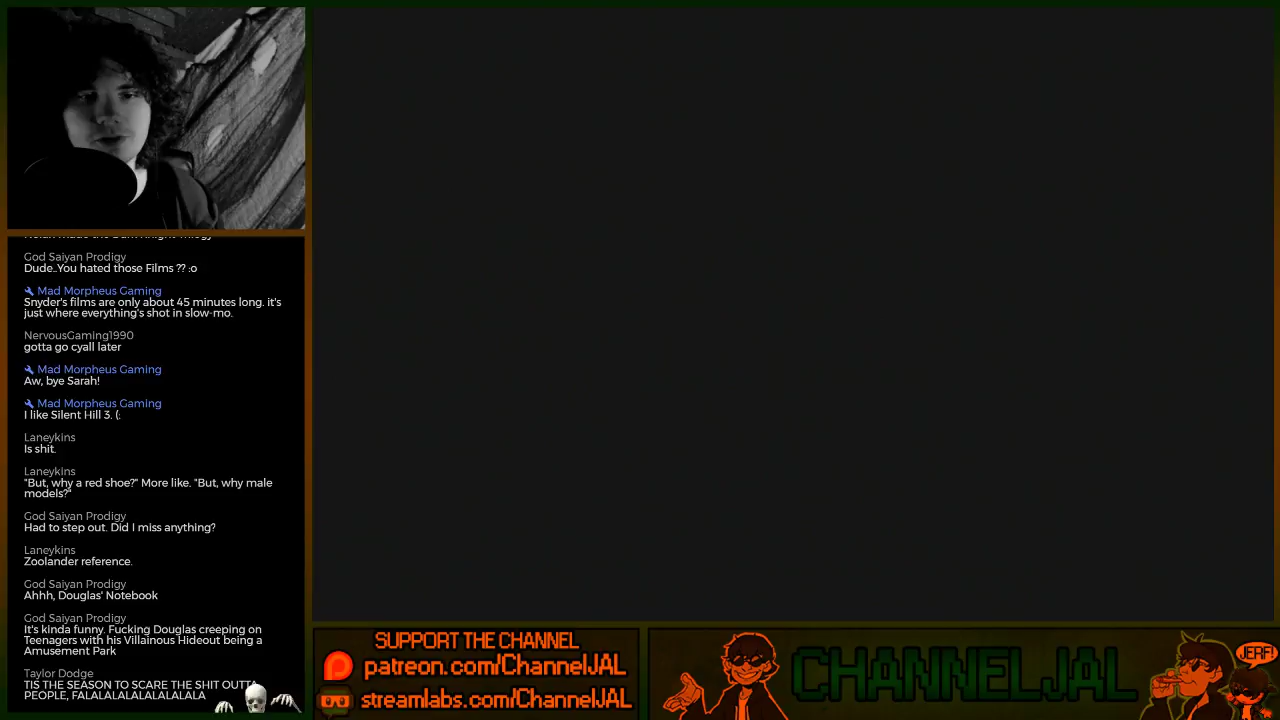 God Saiyan Prodigy
Dude..You hated those Films ?? :o
Mad Morpheus Gaming
Snyder's films are only about 45 minutes long. it's
just where everything's shot in slow-mo.
NervousGaming1990
gotta go cyall later
Mad Morpheus Gaming
Aw, bye Sarah!
Mad Morpheus Gaming
I like Silent Hill 3. (:
Laneykins
Is shit.
Laneykins
"But, why a red shoe?" More like. "But, why male
models?"
God Saiyan Prodigy
Had to step out. Did I miss anything?
Laneykins
Zoolander reference.
God Saiyan Prodigy
Ahhh, Douglas' Notebook
God Saiyan Prodigy
It's kinda funny. Fucking Douglas creeping on
Teenagers with his Villainous Hideout being a
Amusement Park
Taylor Dodge
TIS THE SEASON TO SCARE THE SHIT OUTTA
PEOPLE, FALALALALALALALALA
SUPPORT THE CHANNEL
patreon.com/ChannelJAL
streamlabs.com/ChannelJAL
CHANNELJAL
JERF!